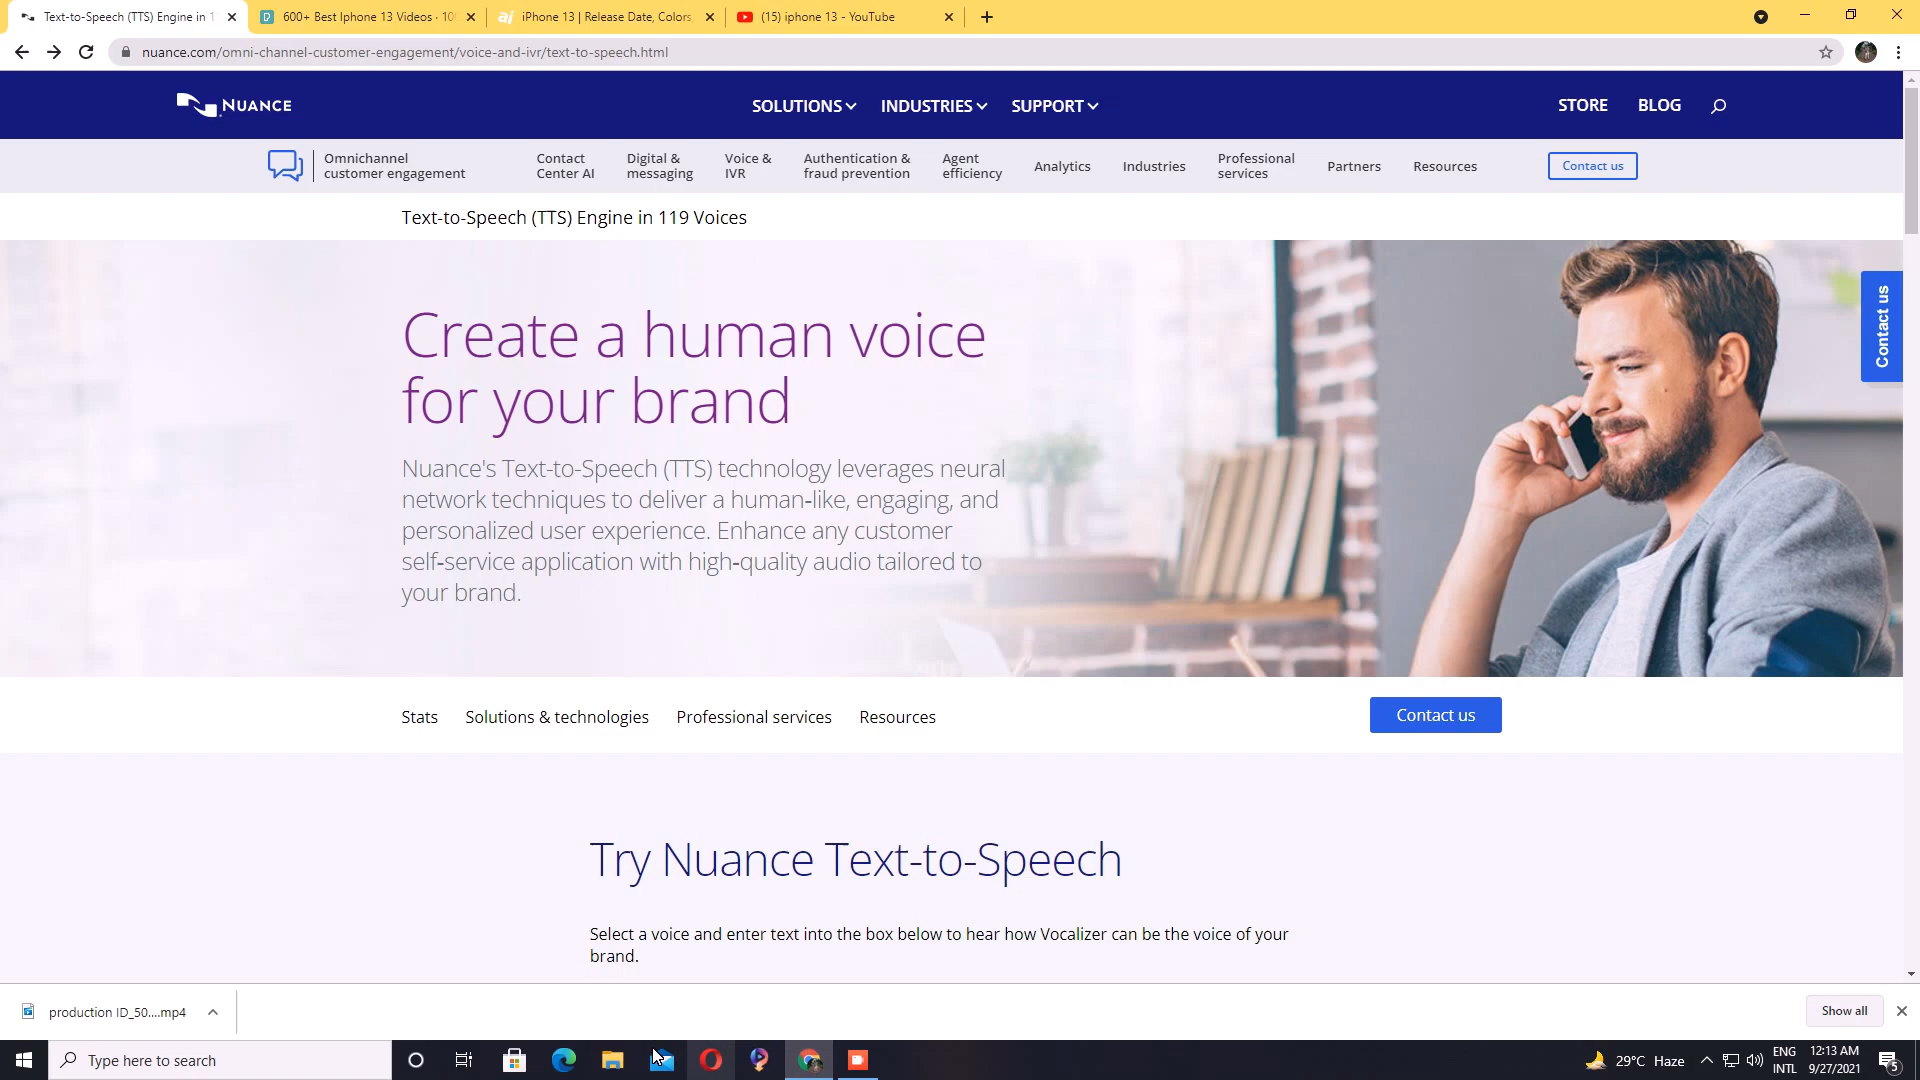 Text-to-Speech (TTS) Engine in 1
600+ Best Iphone 13 Videos · 10
iPhone 13 | Release Date, Colors,
(15) iphone 13 - YouTube
nuance.com/omni-channel-customer-engagement/voice-and-ivr/text-to-speech.html
NUANCE
SOLUTIONS
INDUSTRIES
SUPPORT
STORE
BLOG
Omnichannel
customer engagement
Contact
Center AI
Digital &
messaging
Voice &
IVR
Authentication &
fraud prevention
Agent
efficiency
Analytics
Industries
Professional
services
Partners
Resources
Contact us
Text-to-Speech (TTS) Engine in 119 Voices
Create a human voice
for your brand
Nuance's Text-to-Speech (TTS) technology leverages neural
network techniques to deliver a human-like, engaging, and
personalized user experience. Enhance any customer
self-service application with high-quality audio tailored to
your brand.
Contact us
Stats
Solutions & technologies
Professional services
Resources
Contact us
Try Nuance Text-to-Speech
Select a voice and enter text into the box below to hear how Vocalizer can be the voice of your
brand.
production ID_50....mp4
Show all
Type here to search
29°C Haze
ENG
INTL
12:13 AM
9/27/2021
5